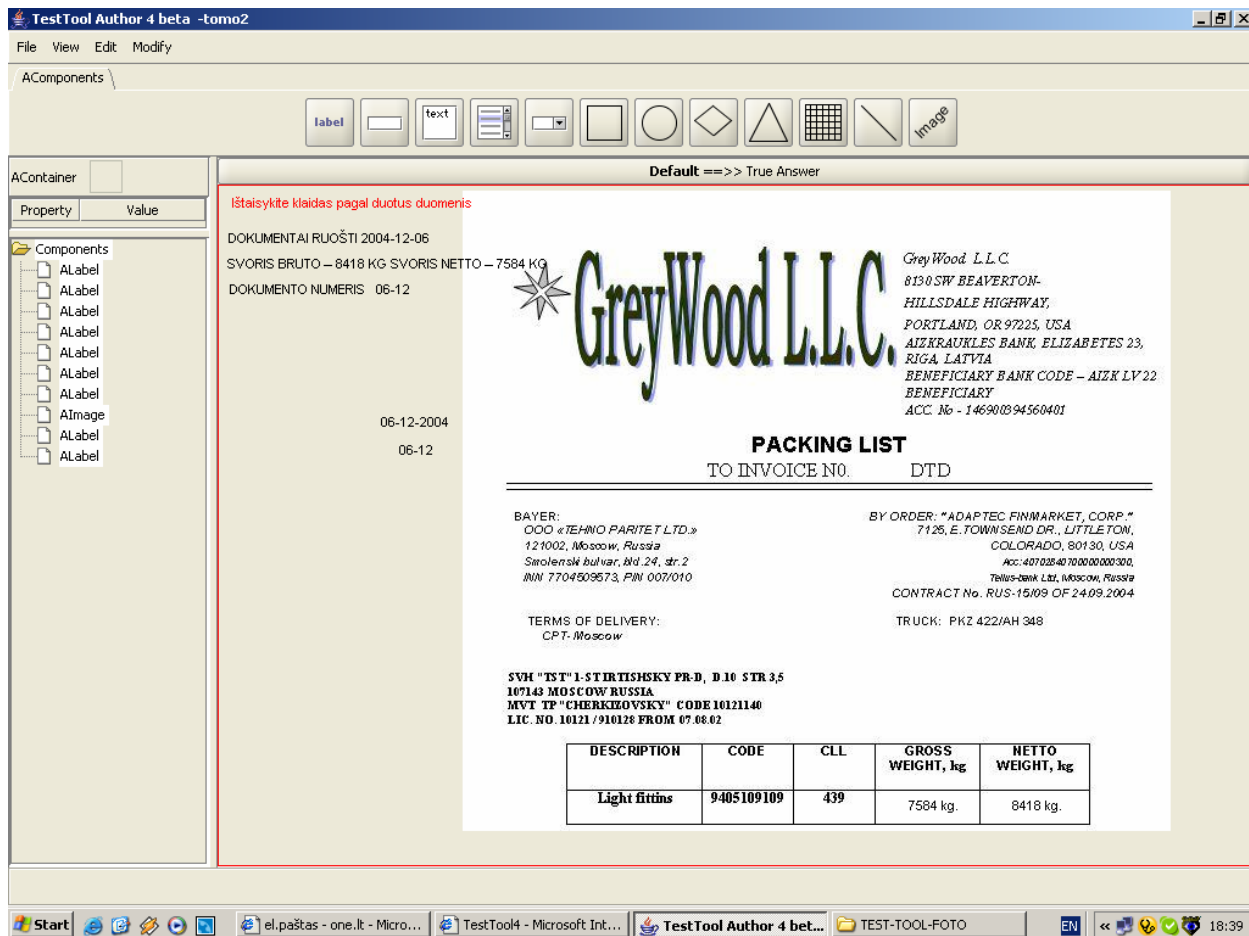 TestTool Author 4 beta -tomo2
File View Edit Modify
AComponents
label
text
Image
AContainer
Default ==>> True Answer
Property Value
Components
ALabel
ALabel
ALabel
ALabel
ALabel
ALabel
ALabel
AImage
ALabel
ALabel
Ištaisykite klaidas pagal duotus duomenis
DOKUMENTAI RUOŠTI 2004-12-06
SVORIS BRUTO – 8418 KG SVORIS NETTO – 7584 KG
DOKUMENTO NUMERIS 06-12
06-12-2004
06-12
GreyWood L.L.C.
Grey Wood L.L.C.
8130 SW BEAVERTON-
HILLSDALE HIGHWAY,
PORTLAND, OR 97225, USA
AIZKRAUKLES BANK, ELIZABETES 23,
RIGA, LATVIA
BENEFICIARY BANK CODE – AIZK LV 22
BENEFICIARY
ACC. No - 146900394560401
PACKING LIST
TO INVOICE N0. DTD
BAYER:
OOO «TEHNO PARITET LTD.»
121002, Moscow, Russia
Smolenski bulvar, bld.24, str.2
INN 7704509573, PIN 007/010
BY ORDER: "ADAPTEC FINMARKET, CORP."
7125, E.TOWNSEND DR., LITTLETON,
COLORADO, 80130, USA
Acc:40702840700000000300,
Tellus-bank Ltd, Moscow, Russia
CONTRACT No. RUS-15/09 OF 24.09.2004
TERMS OF DELIVERY:
CPT- Moscow
TRUCK: PKZ 422/AH 348
SVH "TST" 1-ST IRTISHSKY PR-D, D.10 STR 3,5
107143 MOSCOW RUSSIA
MVT TP "CHERKIZOVSKY" CODE 10121140
LIC. NO. 10121 / 910128 FROM 07.08.02
DESCRIPTION CODE CLL GROSS WEIGHT, kg NETTO WEIGHT, kg
Light fittins 9405109109 439 7584 kg. 8418 kg.
Start el.paštas - one.lt - Micro... TestTool4 - Microsoft Int... TestTool Author 4 bet... TEST-TOOL-FOTO EN « 18:39